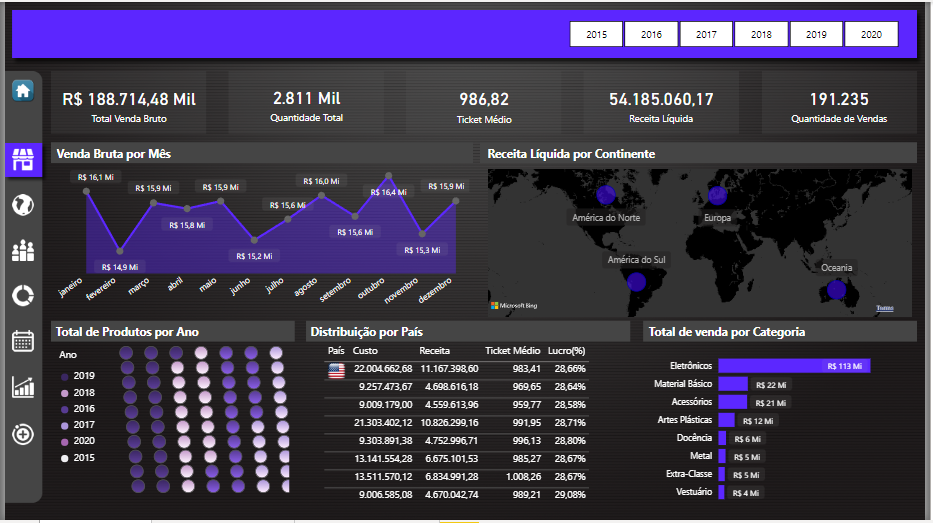 2015 2016 2017 2018 2019 2020
R$ 188.714,48 Mil 2.811 Mil 986,82 54.185.060,17 191.235
Total Venda Bruto Quantidade Total Ticket Médio Receita Líquida Quantidade de Vendas
Venda Bruta por Mês
R$ 16,1 Mi
R$ 14,9 Mi
R$ 15,9 Mi
R$ 15,8 Mi
R$ 15,9 Mi
R$ 15,2 Mi
R$ 15,6 Mi
R$ 16,0 Mi
R$ 15,6 Mi
R$ 16,4 Mi
R$ 15,3 Mi
R$ 15,9 Mi
janeiro fevereiro março abril maio junho julho agosto setembro outubro novembro dezembro
Receita Líquida por Continente
América do Norte
Europa
América do Sul
Oceania
Microsoft Bing
Terms
Total de Produtos por Ano
Ano
2019
2018
2016
2017
2020
2015
Distribuição por País
País Custo Receita Ticket Médio Lucro(%)
22.004.662,68 11.167.398,60 983,41 28,66%
9.257.473,67 4.698.616,18 969,65 28,64%
9.009.179,00 4.559.613,96 959,77 28,58%
21.303.402,12 10.826.299,16 991,95 28,71%
9.303.891,38 4.752.996,71 996,13 28,80%
13.141.554,28 6.675.101,53 985,27 28,67%
13.511.570,12 6.834.991,28 1.008,26 28,67%
9.006.585,08 4.670.042,74 989,21 29,08%
Total de venda por Categoria
Eletrônicos R$ 113 Mi
Material Básico R$ 22 Mi
Acessórios R$ 21 Mi
Artes Plásticas R$ 12 Mi
Docência R$ 6 Mi
Metal R$ 5 Mi
Extra-Classe R$ 5 Mi
Vestuário R$ 4 Mi